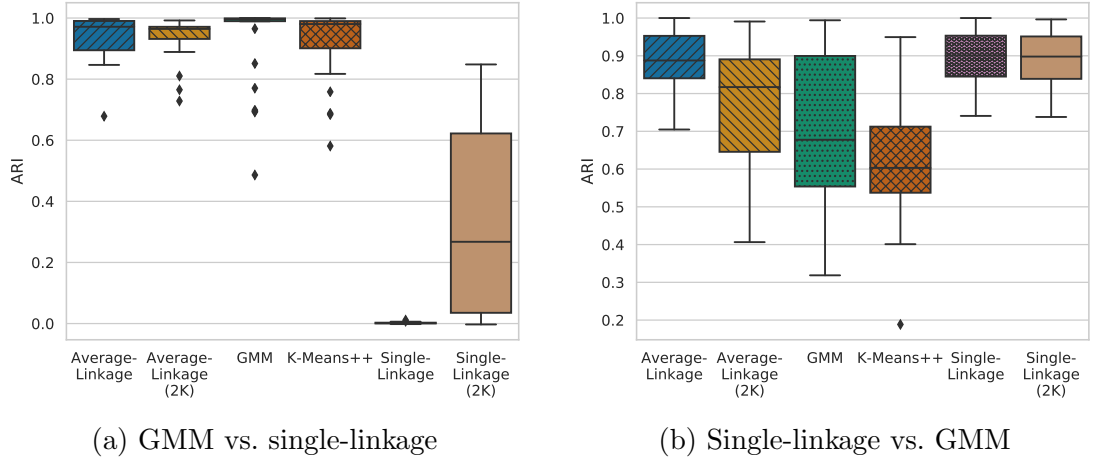 1.0
0.8
0.6
0.4
0.2
0.0
ARI
Average-
Linkage
Average-
Linkage
(2K)
GMM
K-Means++
Single-
Linkage
Single-
Linkage
(2K)
(a) GMM vs. single-linkage
1.0
0.9
0.8
0.7
0.6
0.5
0.4
0.3
0.2
ARI
Average-
Linkage
Average-
Linkage
(2K)
GMM
K-Means++
Single-
Linkage
Single-
Linkage
(2K)
(b) Single-linkage vs. GMM